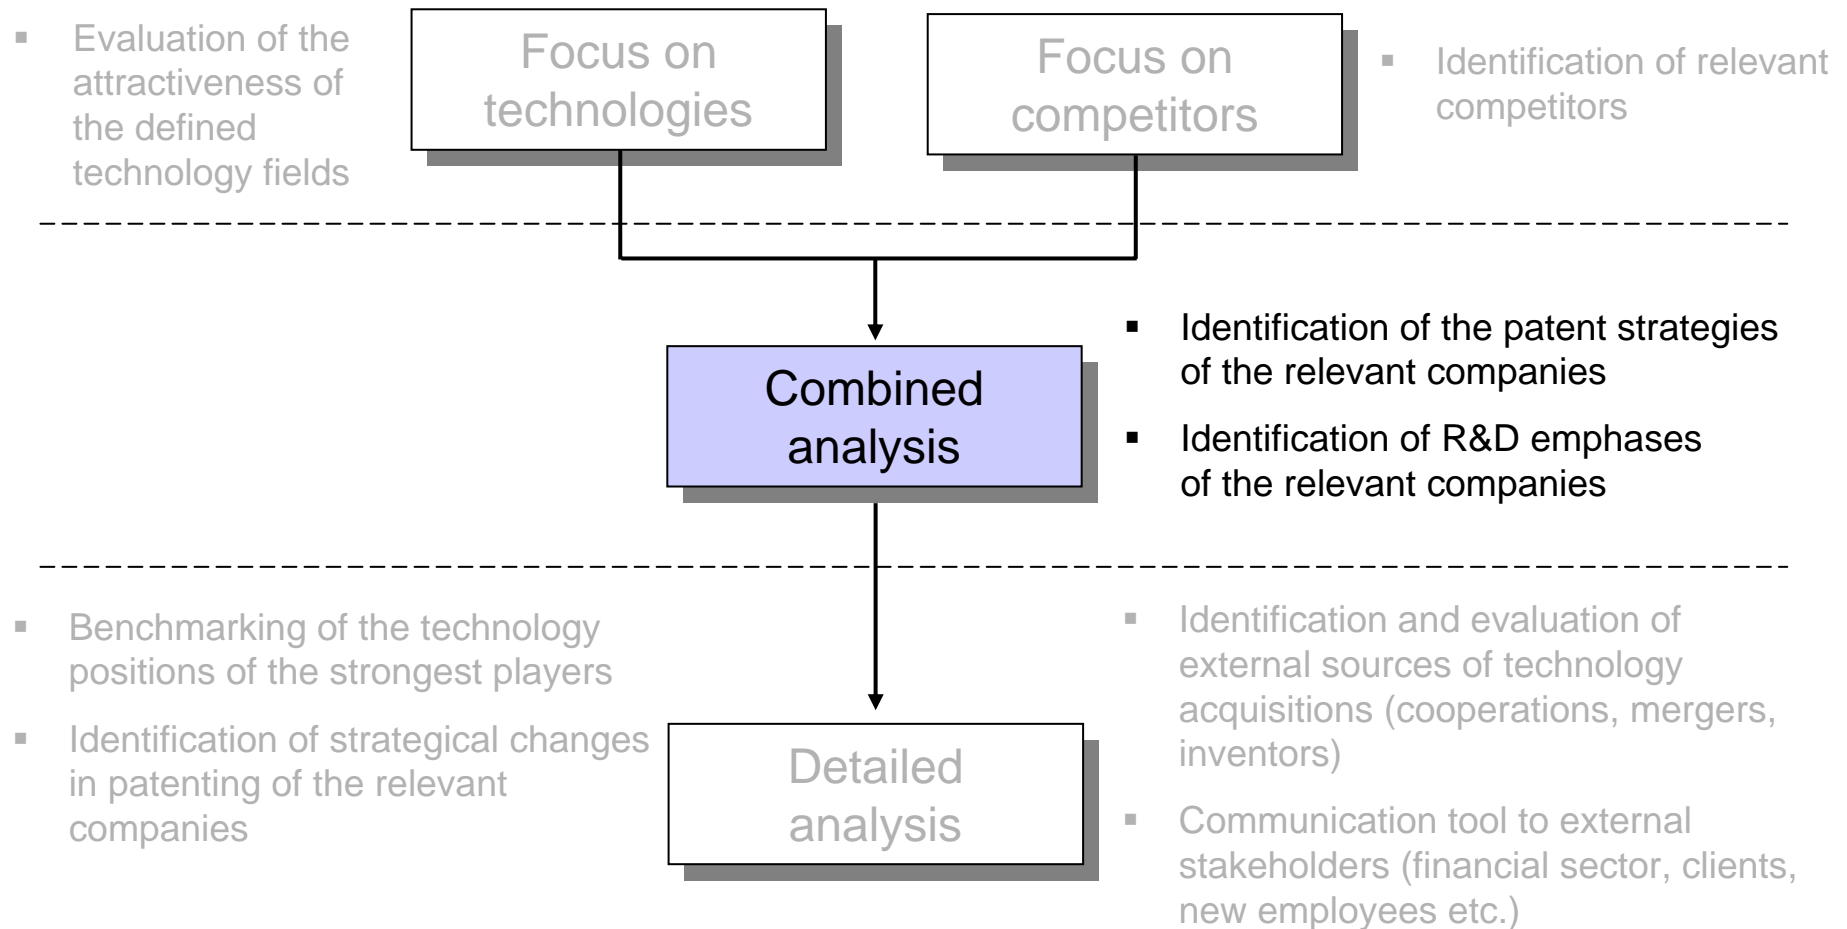 ▪ Evaluation of the
attractiveness of
the defined
technology fields
Focus on
technologies
Focus on
competitors
▪ Identification of relevant
competitors
Combined
analysis
▪ Identification of the patent strategies
of the relevant companies
▪ Identification of R&D emphases
of the relevant companies
▪ Benchmarking of the technology
positions of the strongest players
▪ Identification of strategical changes
in patenting of the relevant
companies
Detailed
analysis
▪ Identification and evaluation of
external sources of technology
acquisitions (cooperations, mergers,
inventors)
▪ Communication tool to external
stakeholders (financial sector, clients,
new employees etc.)